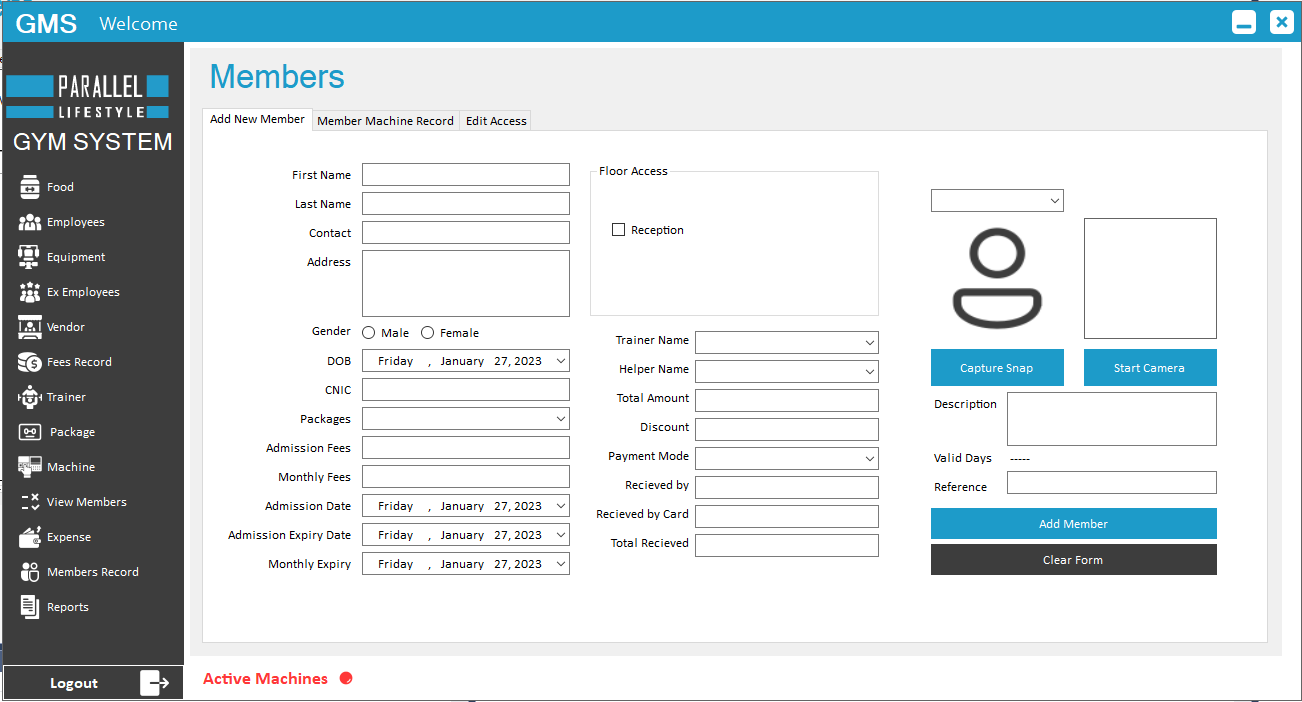 GMS Welcome
PARALLEL
LIFESTYLE
GYM SYSTEM
Food
Employees
Equipment
Ex Employees
Vendor
Fees Record
Trainer
Package
Machine
View Members
Expense
Members Record
Reports
Logout
Members
Add New Member Member Machine Record Edit Access
First Name
Last Name
Contact
Address
Gender Male Female
DOB Friday , January 27, 2023
CNIC
Packages
Admission Fees
Monthly Fees
Admission Date Friday , January 27, 2023
Admission Expiry Date Friday , January 27, 2023
Monthly Expiry Friday , January 27, 2023
Floor Access
Reception
Trainer Name
Helper Name
Total Amount
Discount
Payment Mode
Recieved by
Recieved by Card
Total Recieved
Capture Snap Start Camera
Description
Valid Days -----
Reference
Add Member
Clear Form
Active Machines